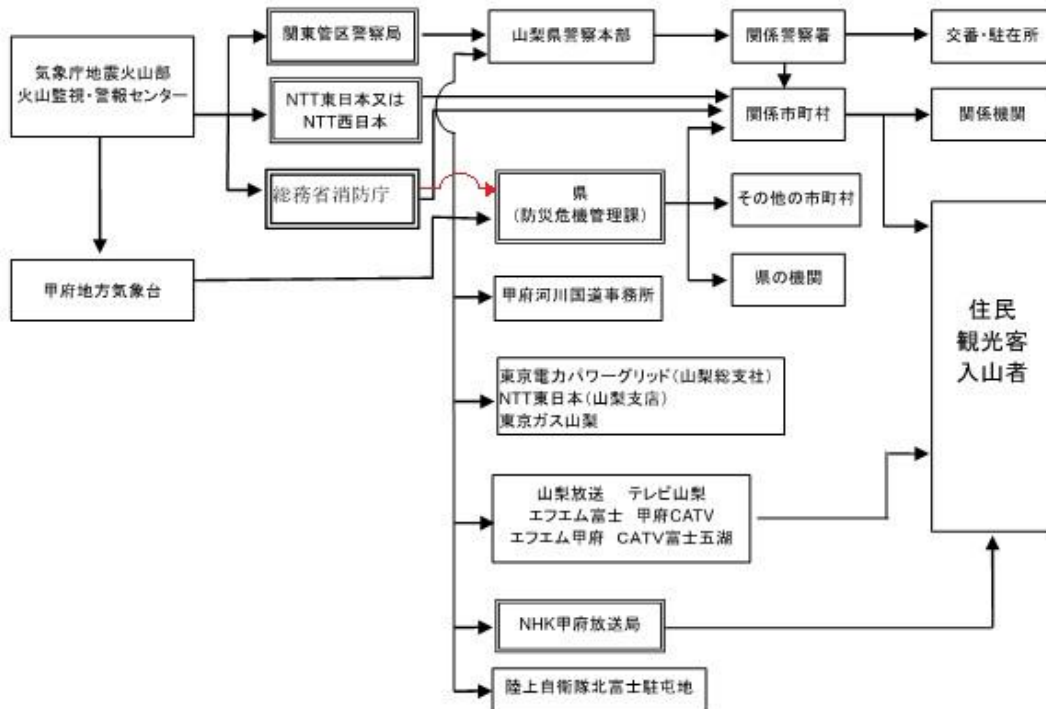 気象庁地震火山部
火山監視・警報センター
甲府地方気象台
関東管区警察局
NTT東日本又は
NTT西日本
総務省消防庁
山梨県警察本部
県
(防災危機管理課)
甲府河川国道事務所
東京電力パワーグリッド(山梨総支社)
NTT東日本(山梨支店)
東京ガス山梨
山梨放送 テレビ山梨
エフエム富士 甲府CATV
エフエム甲府 CATV富士五湖
NHK甲府放送局
陸上自衛隊北富士駐屯地
関係警察署
関係市町村
その他の市町村
県の機関
交番・駐在所
関係機関
住民
観光客
入山者